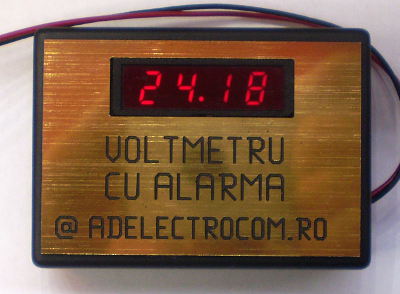 24.18
VOLTMETRU
CU ALARMA
@ ADELECTROCOM.RO